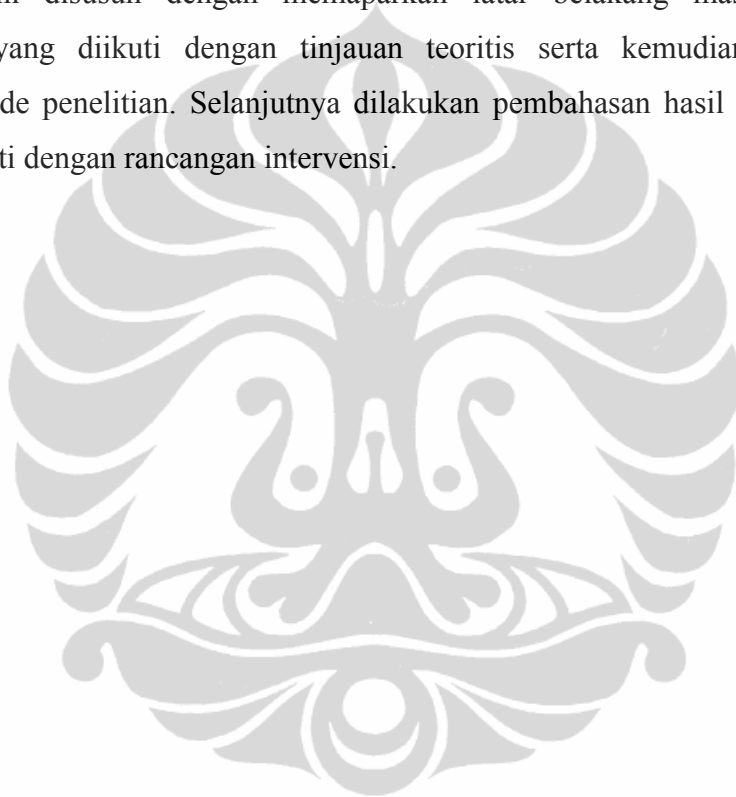 disusun dengan memaparkan latar belakang
yang diikuti dengan tinjauan teoritis serta kemudian
de penelitian. Selanjutnya dilakukan pembahasan hasil
ti dengan rancangan intervensi.